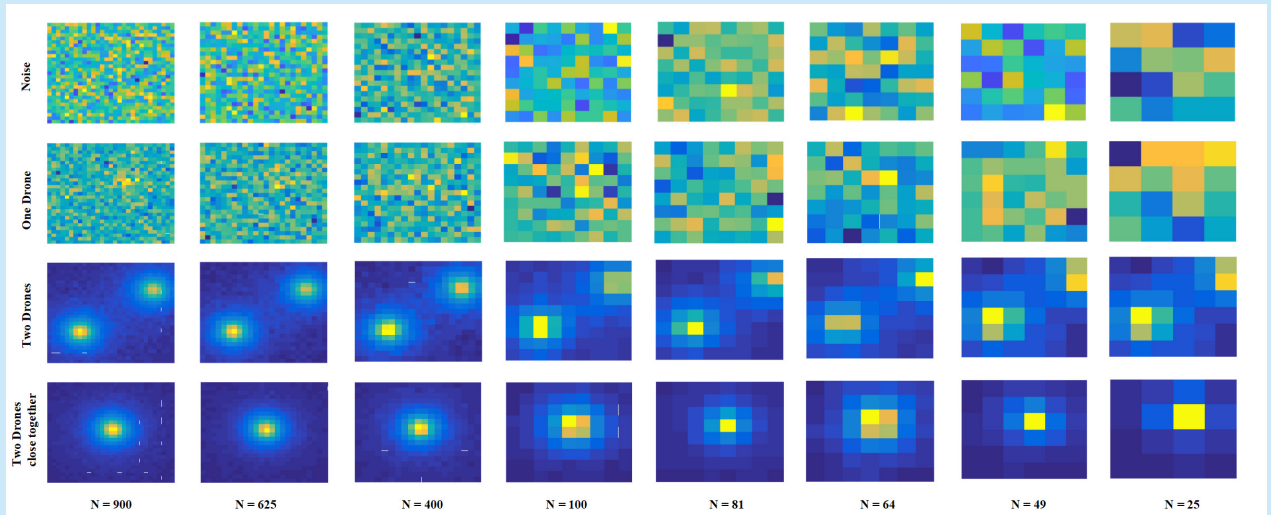 Noise
One Drone
Two Drones
Two Drones
close together
N = 900 N = 625 N = 400 N = 100 N = 81 N = 64 N = 49 N = 25